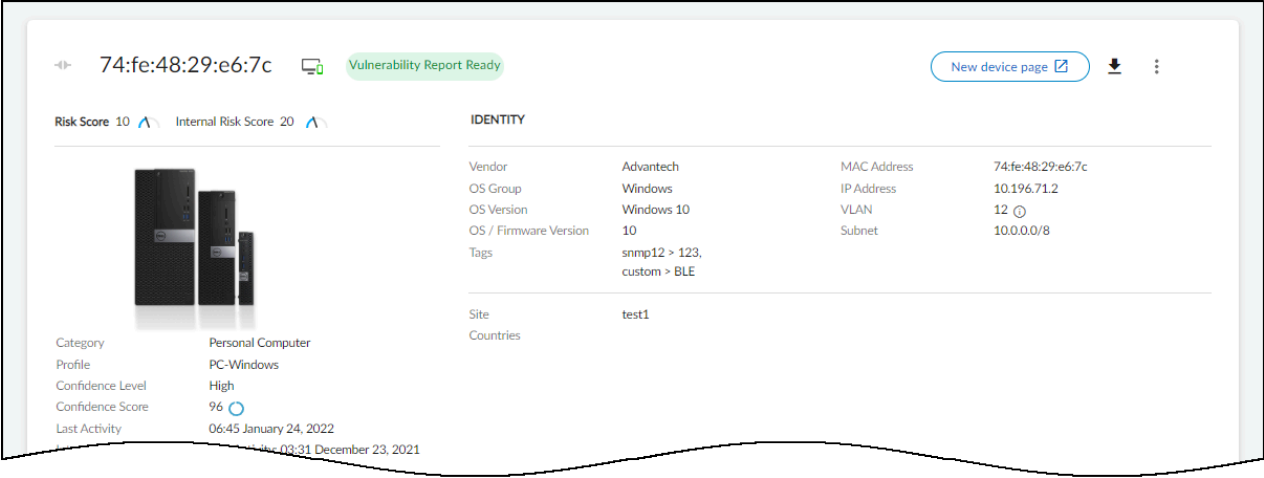 74:fe:48:29:e6:7c Vulnerability Report Ready New device page
Risk Score 10 Internal Risk Score 20
Category Personal Computer
Profile PC-Windows
Confidence Level High
Confidence Score 96
Last Activity 06:45 January 24, 2022
03:31 December 23, 2021
IDENTITY
Vendor Advantech
OS Group Windows
OS Version Windows 10
OS / Firmware Version 10
Tags snmp12 > 123,
custom > BLE
MAC Address 74:fe:48:29:e6:7c
IP Address 10.196.71.2
VLAN 12
Subnet 10.0.0.0/8
Site test1
Countries